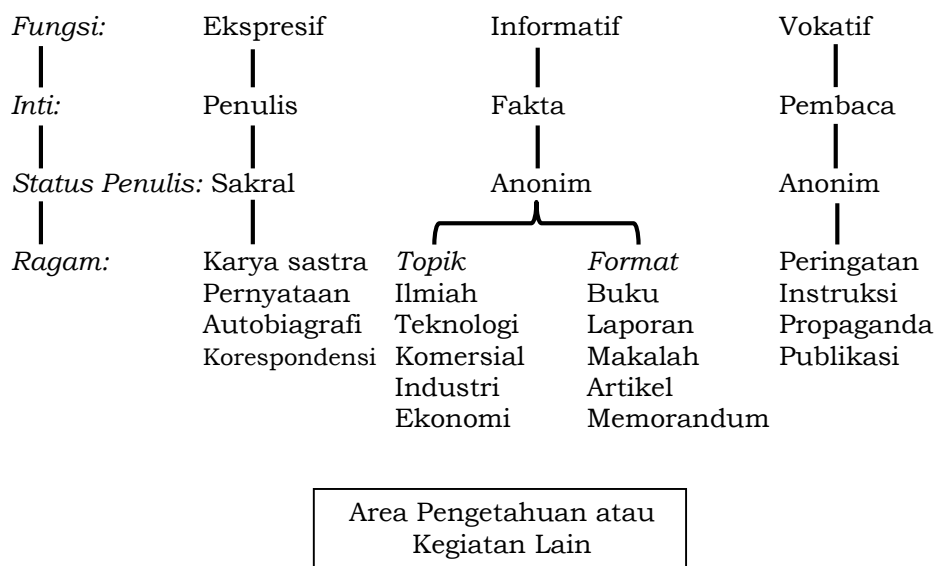 Fungsi: Ekspresif Informatif Vokatif
Inti: Penulis Fakta Pembaca
Status Penulis: Sakral Anonim Anonim
Ragam: Karya sastra Topik Format Peringatan
Pernyataan Ilmiah Buku Instruksi
Autobiagrafi Teknologi Laporan Propaganda
Korespondensi Komersial Makalah Publikasi
Industri Artikel
Ekonomi Memorandum
Area Pengetahuan atau
Kegiatan Lain